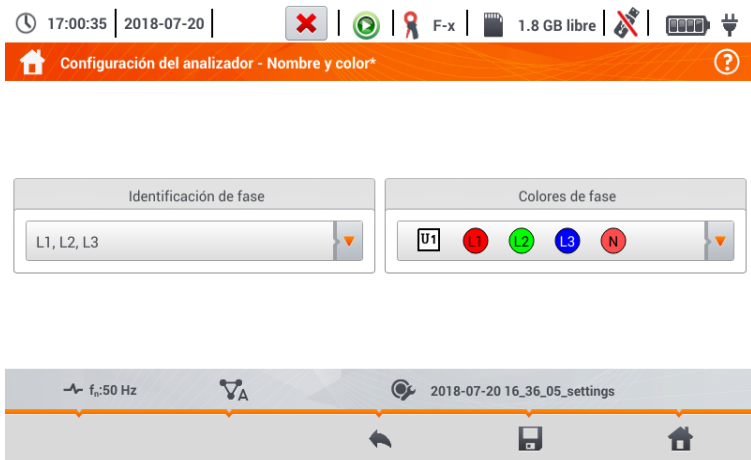 17:00:35 2018-07-20 F-x 1.8 GB libre
Configuración del analizador - Nombre y color* ?
Identificación de fase
L1, L2, L3
Colores de fase
U1 L1 L2 L3 N
fn:50 Hz A 2018-07-20 16_36_05_settings